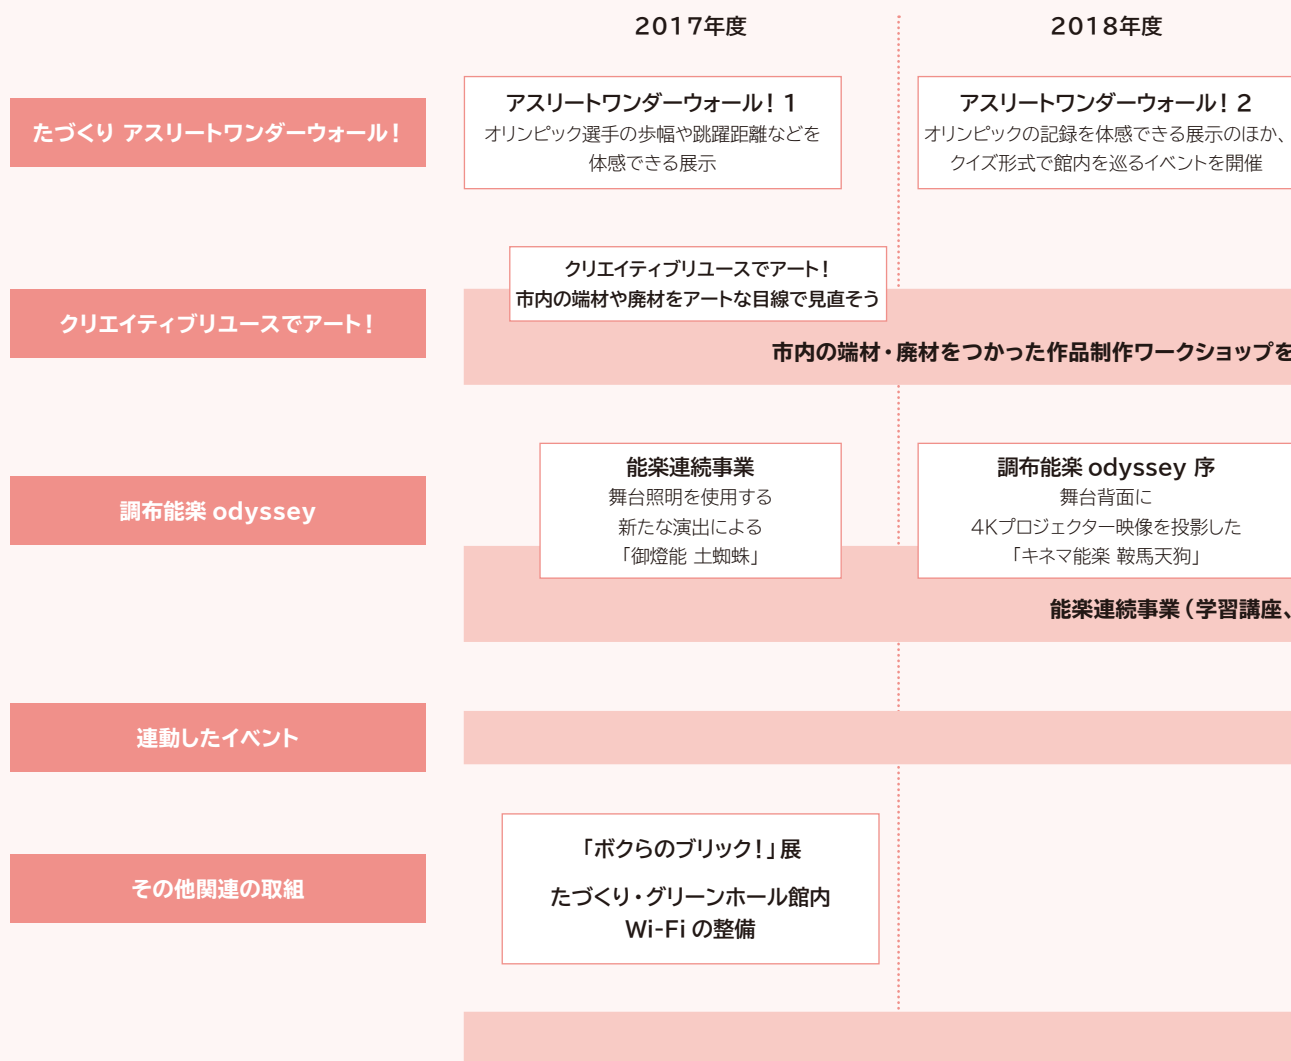 2017年度
2018年度
たづくり アスリートワンダーウォール！
アスリートワンダーウォール！1
オリンピック選手の歩幅や跳躍距離などを
体感できる展示
アスリートワンダーウォール！2
オリンピックの記録を体感できる展示のほか、
クイズ形式で館内を巡るイベントを開催
クリエイティブリユースでアート！
クリエイティブリユースでアート！
市内の端材や廃材をアートな目線で見直そう
市内の端材・廃材をつかった作品制作ワークショップを
調布能楽 odyssey
能楽連続事業
舞台照明を使用する
新たな演出による
「御燈能 土蜘蛛」
調布能楽 odyssey 序
舞台背面に
4Kプロジェクター映像を投影した
「キネマ能楽 鞍馬天狗」
能楽連続事業（学習講座、
連動したイベント
その他関連の取組
「ボクらのブリック！」展
たづくり・グリーンホール館内
Wi-Fi の整備